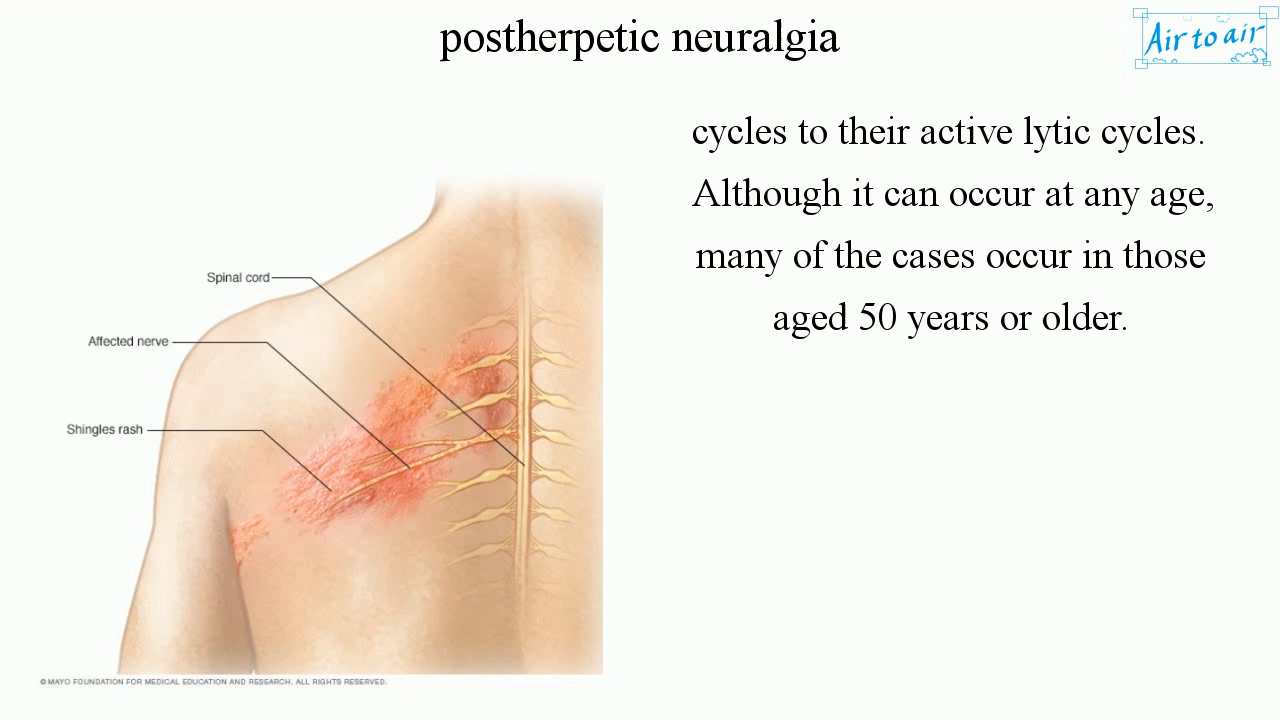 postherpetic neuralgia
Air to air
cycles to their active lytic cycles.
Although it can occur at any age,
many of the cases occur in those
aged 50 years or older.
Spinal cord
Affected nerve
Shingles rash
© MAYO FOUNDATION FOR MEDICAL EDUCATION AND RESEARCH. ALL RIGHTS RESERVED.